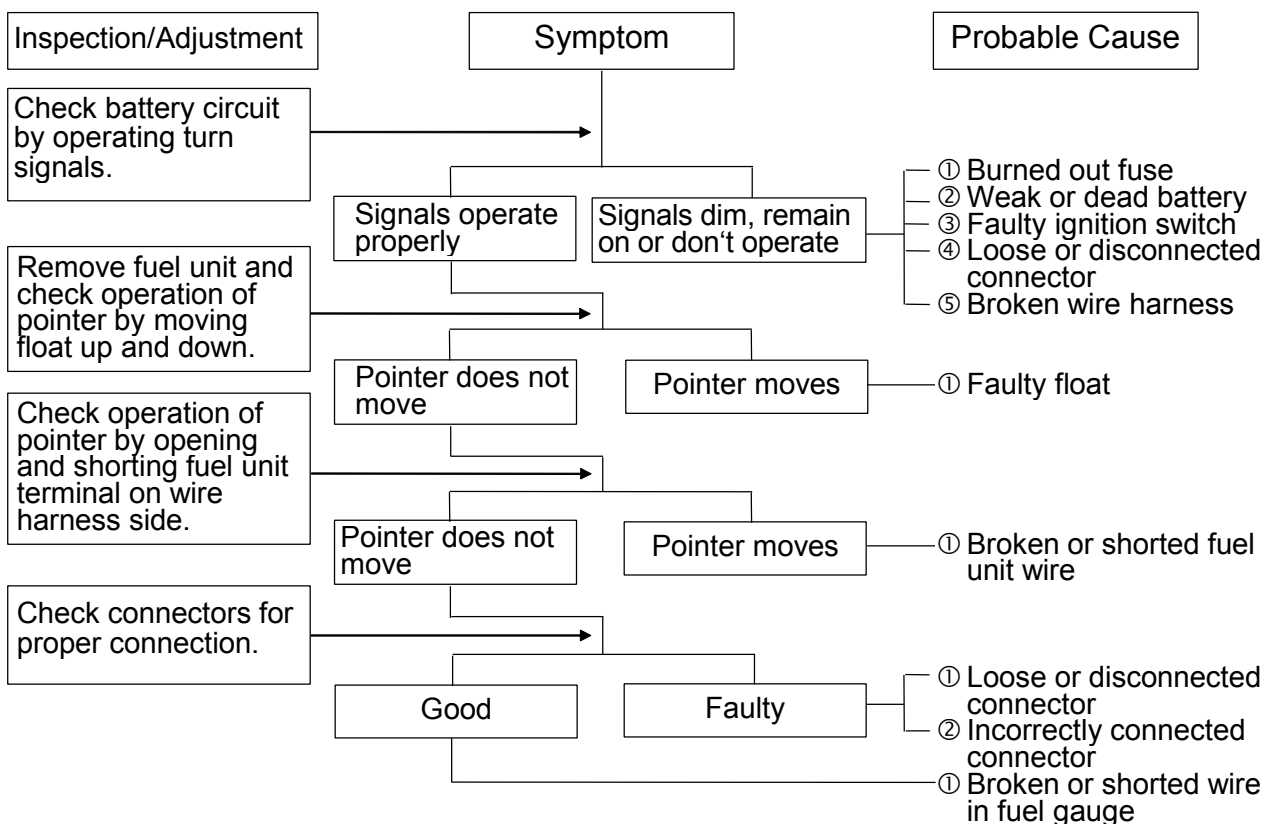 Inspection/Adjustment
Symptom
Probable Cause
Check battery circuit
by operating turn
signals.
Signals operate
properly
Signals dim, remain
on or don‘t operate
① Burned out fuse
② Weak or dead battery
③ Faulty ignition switch
④ Loose or disconnected
connector
⑤ Broken wire harness
Remove fuel unit and
check operation of
pointer by moving
float up and down.
Pointer does not
move
Pointer moves
① Faulty float
Check operation of
pointer by opening
and shorting fuel unit
terminal on wire
harness side.
Pointer does not
move
Pointer moves
① Broken or shorted fuel
unit wire
Check connectors for
proper connection.
Good
Faulty
① Loose or disconnected
connector
② Incorrectly connected
connector
① Broken or shorted wire
in fuel gauge